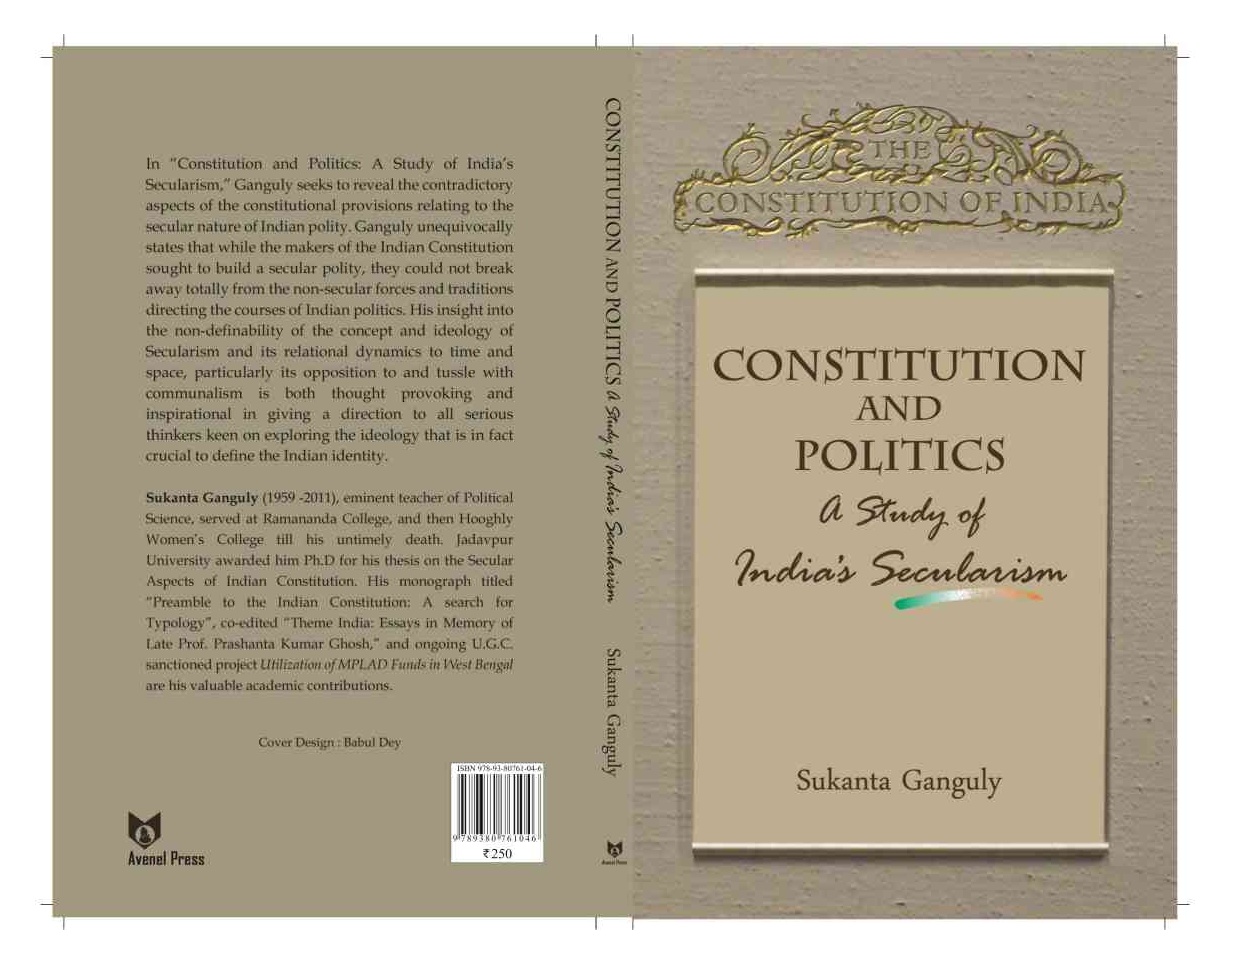 In “Constitution and Politics: A Study of India’s
Secularism,” Ganguly seeks to reveal the contradictory
aspects of the constitutional provisions relating to the
secular nature of Indian polity. Ganguly unequivocally
states that while the makers of the Indian Constitution
sought to build a secular polity, they could not break
away totally from the non-secular forces and traditions
directing the courses of Indian politics. His insight into
the non-definability of the concept and ideology of
Secularism and its relational dynamics to time and
space, particularly its opposition to and tussle with
communalism is both thought provoking and
inspirational in giving a direction to all serious
thinkers keen on exploring the ideology that is in fact
crucial to define the Indian identity.
Sukanta Ganguly (1959 -2011), eminent teacher of Political
Science, served at Ramananda College, and then Hooghly
Women’s College till his untimely death. Jadavpur
University awarded him Ph.D for his thesis on the Secular
Aspects of Indian Constitution. His monograph titled
“Preamble to the Indian Constitution: A search for
Typology”, co-edited “Theme India: Essays in Memory of
Late Prof. Prashanta Kumar Ghosh,” and ongoing U.G.C.
sanctioned project Utilization of MPLAD Funds in West Bengal
are his valuable academic contributions.
Cover Design : Babul Dey
ISBN 978-93-80761-04-6
9 789380 761046
₹250
Avenel Press
CONSTITUTION AND POLITICS A Study of India's Secularism
Sukanta Ganguly
Avenel Press
THE
CONSTITUTION OF INDIA
CONSTITUTION
AND
POLITICS
A Study of
India's Secularism
Sukanta Ganguly